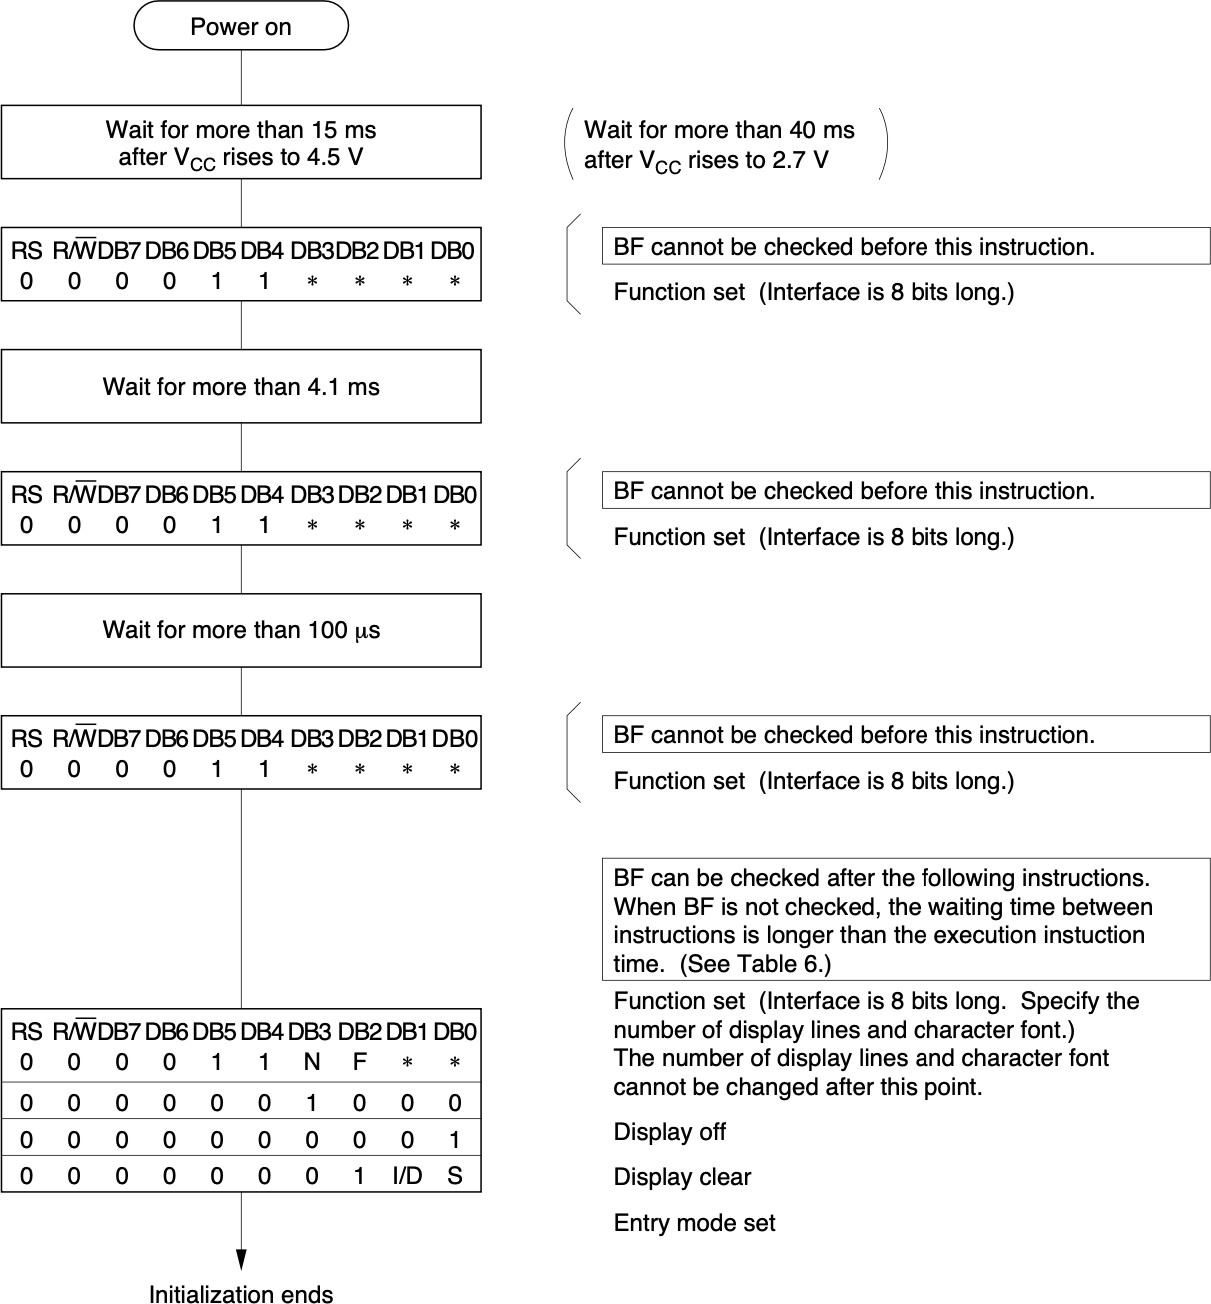 Power on
Wait for more than 15 ms
after VCC rises to 4.5 V
Wait for more than 40 ms
after VCC rises to 2.7 V
RS R/W̅ DB7 DB6 DB5 DB4 DB3 DB2 DB1 DB0
0 0 0 0 1 1 * * * *
BF cannot be checked before this instruction.
Function set (Interface is 8 bits long.)
Wait for more than 4.1 ms
RS R/W̅ DB7 DB6 DB5 DB4 DB3 DB2 DB1 DB0
0 0 0 0 1 1 * * * *
BF cannot be checked before this instruction.
Function set (Interface is 8 bits long.)
Wait for more than 100 µs
RS R/W̅ DB7 DB6 DB5 DB4 DB3 DB2 DB1 DB0
0 0 0 0 1 1 * * * *
BF cannot be checked before this instruction.
Function set (Interface is 8 bits long.)
BF can be checked after the following instructions.
When BF is not checked, the waiting time between
instructions is longer than the execution instuction
time. (See Table 6.)
RS R/W̅ DB7 DB6 DB5 DB4 DB3 DB2 DB1 DB0
0 0 0 0 1 1 N F * *
0 0 0 0 0 0 1 0 0 0
0 0 0 0 0 0 0 0 0 1
0 0 0 0 0 0 0 1 I/D S
Function set (Interface is 8 bits long. Specify the
number of display lines and character font.)
The number of display lines and character font
cannot be changed after this point.
Display off
Display clear
Entry mode set
Initialization ends